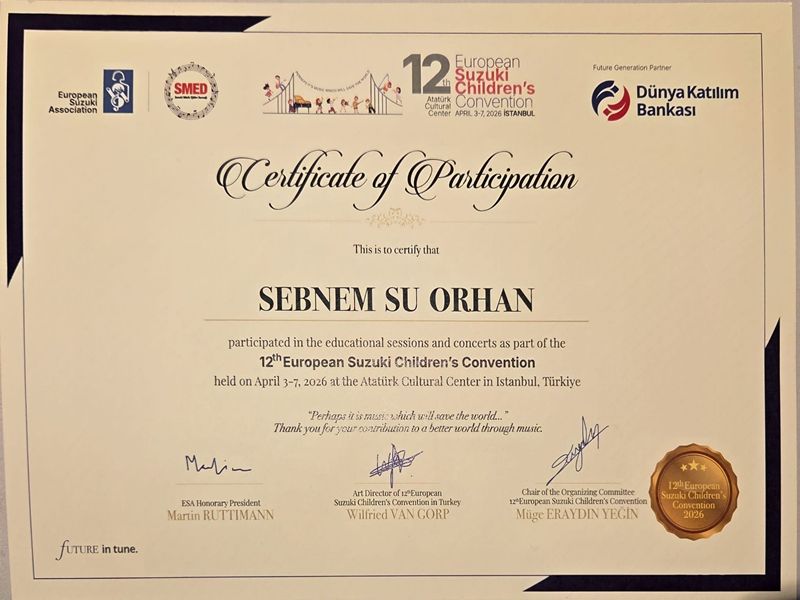 European
Suzuki
Association
SMED
12th
Atatürk
Cultural
Center
European
Suzuki
Children's
Convention
APRIL 3-7, 2026 İSTANBUL
Future Generation Partner
Dünya Katılım
Bankası
Certificate of Participation
This is to certify that
SEBNEM SU ORHAN
participated in the educational sessions and concerts as part of the
12th European Suzuki Children's Convention
held on April 3-7, 2026 at the Atatürk Cultural Center in Istanbul, Türkiye
"Perhaps it is music which will save the world..."
Thank you for your contribution to a better world through music.
ESA Honorary President
Martin RUTTIMANN
Art Director of 12th European
Suzuki Children's Convention in Turkey
Wilfried VAN GORP
Chair of the Organizing Committee
12th European Suzuki Children's Convention
Müge ERAYDIN YEĞİN
12th European
Suzuki Children's
Convention
2026
FUTURE in tune.